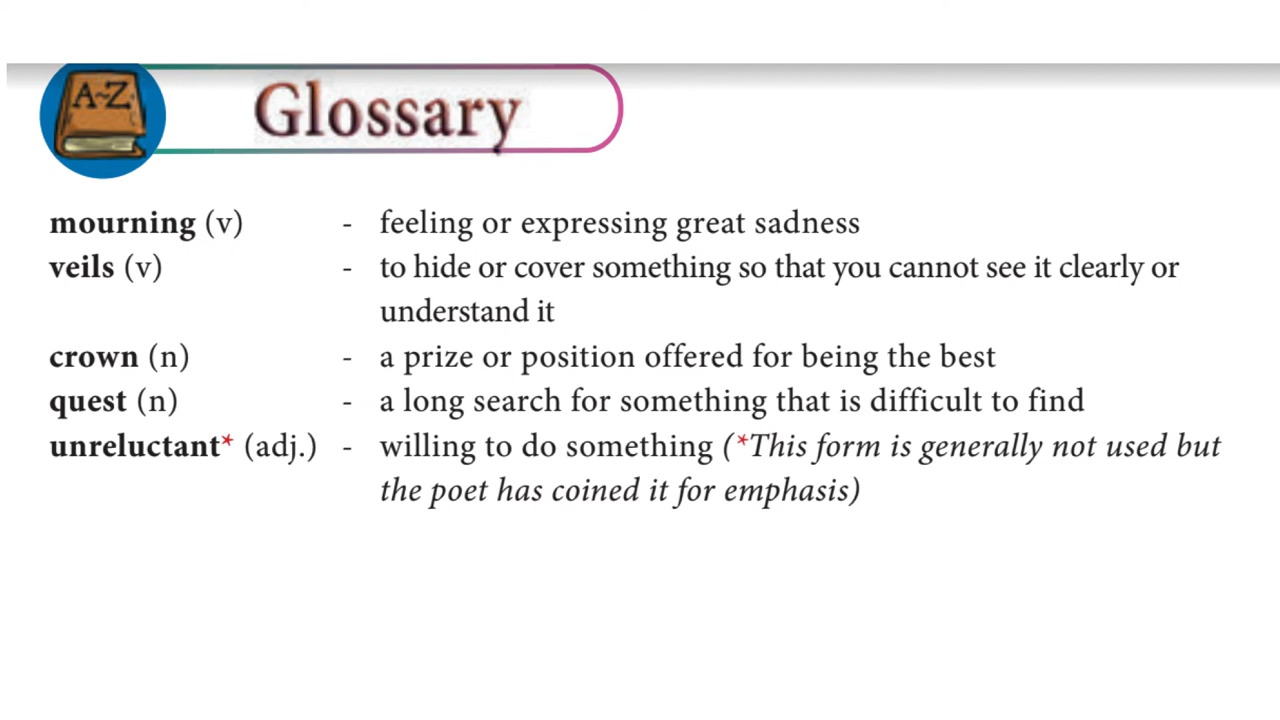 A-Z
Glossary
mourning (v) - feeling or expressing great sadness
veils (v) - to hide or cover something so that you cannot see it clearly or
understand it
crown (n) - a prize or position offered for being the best
quest (n) - a long search for something that is difficult to find
unreluctant* (adj.) - willing to do something (*This form is generally not used but
the poet has coined it for emphasis)